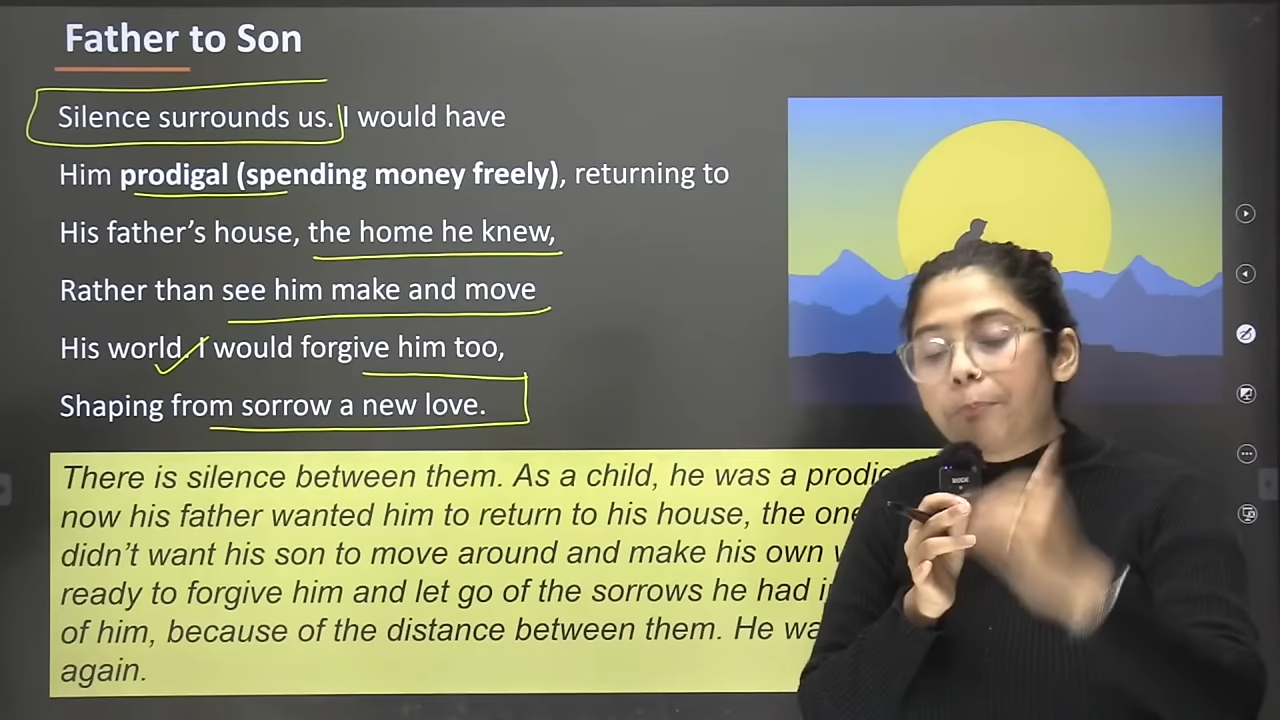 Father to Son
Silence surrounds us. I would have
Him prodigal (spending money freely), returning to
His father’s house, the home he knew,
Rather than see him make and move
His world. I would forgive him too,
Shaping from sorrow a new love.
There is silence between them. As a child, he was a
now his father wanted him to return to his house, the one
didn’t want his son to move around and make his own
ready to forgive him and let go of the sorrows he had
of him, because of the distance between them. He
again.
RODE